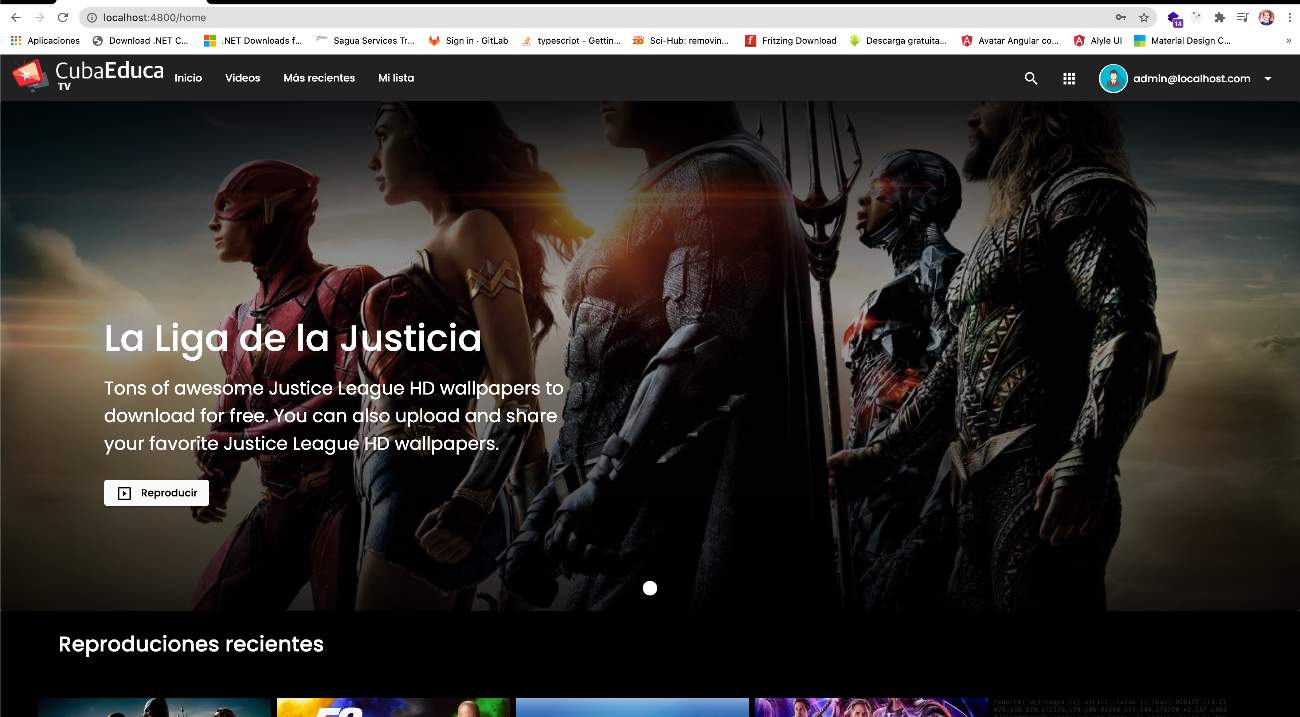 localhost:4800/home
14
Aplicaciones
Download .NET C...
.NET Downloads f...
Sagua Services Tr...
Sign in · GitLab
typescript - Gettin...
Sci-Hub: removin...
Fritzing Download
Descarga gratuita...
Avatar Angular co...
Alyle UI
Material Design C...
»
CubaEduca
TV
Inicio
Videos
Más recientes
Mi lista
admin@localhost.com
La Liga de la Justicia
Tons of awesome Justice League HD wallpapers to
download for free. You can also upload and share
your favorite Justice League HD wallpapers.
Reproducir
Reproduciones recientes